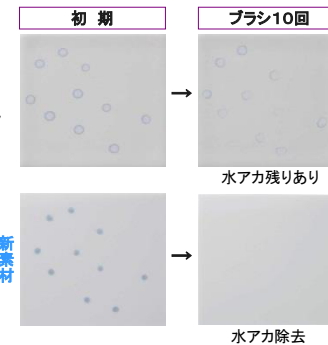 初 期
ブラシ10回
→
水アカ残りあり
新素材
→
水アカ除去